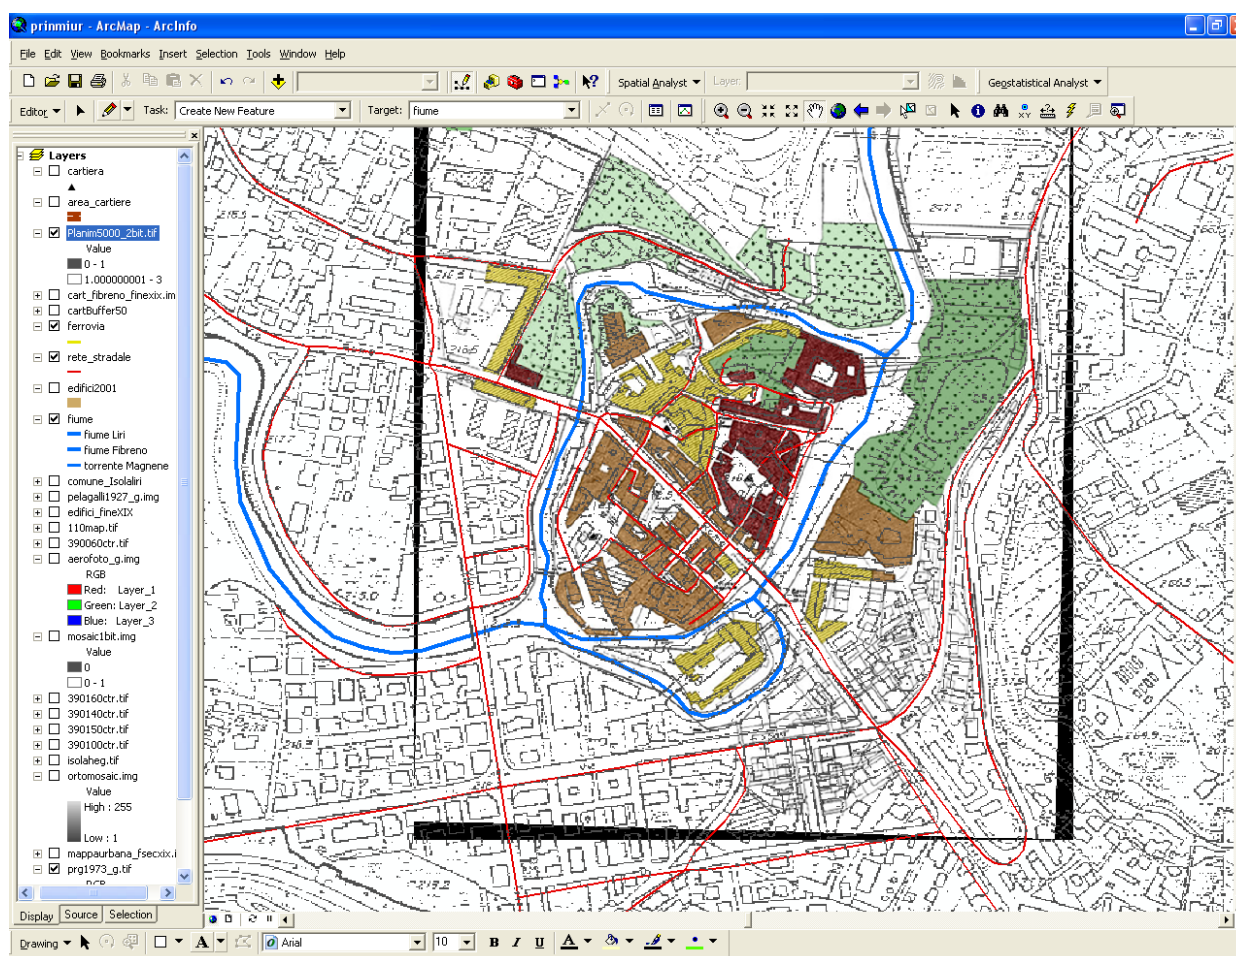 prinmiur - ArcMap - ArcInfo
File Edit View Bookmarks Insert Selection Tools Window Help
Spatial Analyst Layer: Geostatistical Analyst
Editor Task: Create New Feature Target: fiume
Layers
cartiera
area_cartiere
Planim5000_2bit.tif
Value
0 - 1
1.000000001 - 3
cart_fibreno_finexix.im
cartBuffer50
ferrovia
rete_stradale
edifici2001
fiume
fiume Liri
fiume Fibreno
torrente Magnene
comune_Isolaliri
pelagalli1927_g.img
edifici_fineXIX
110map.tif
390060ctr.tif
aerofoto_g.img
RGB
Red: Layer_1
Green: Layer_2
Blue: Layer_3
mosaic1bit.img
Value
0
0 - 1
390160ctr.tif
390140ctr.tif
390150ctr.tif
390100ctr.tif
isolaheg.tif
ortomosaic.img
Value
High : 255
Low : 1
mappaurbana_fsecxix.i
prg1973_g.tif
Display Source Selection
Drawing A Arial 10 B I U A